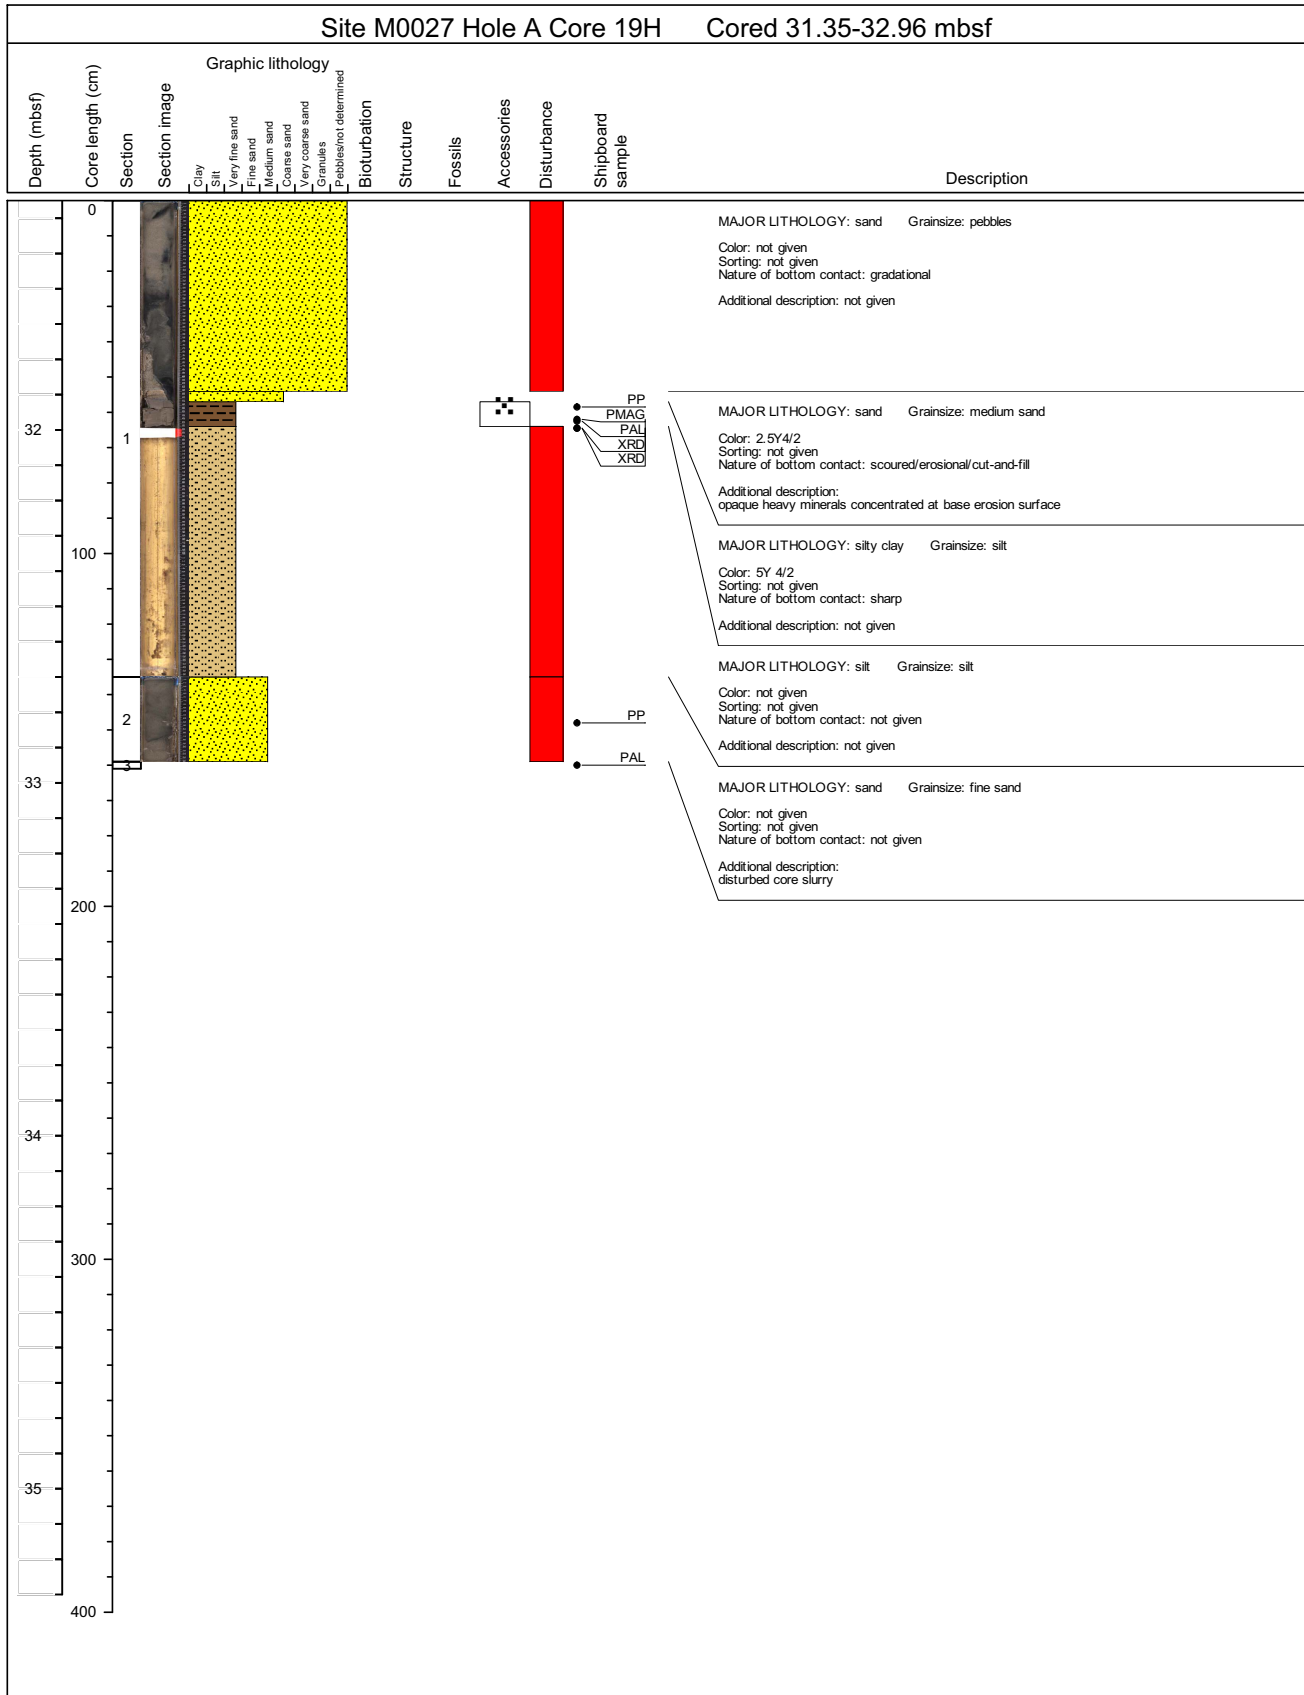 Site M0027 Hole A Core 19H Cored 31.35-32.96 mbsf
Graphic lithology
Depth (mbsf)
Core length (cm)
Section
Section image
Clay
Silt
Very fine sand
Fine sand
Medium sand
Coarse sand
Very coarse sand
Granules
Pebbles/not determined
Bioturbation
Structure
Fossils
Accessories
Disturbance
Shipboard
sample
Description
0
MAJOR LITHOLOGY: sand Grainsize: pebbles
Color: not given
Sorting: not given
Nature of bottom contact: gradational
Additional description: not given
PP
PMAG
PAL
XRD
XRD
32
1
MAJOR LITHOLOGY: sand Grainsize: medium sand
Color: 2.5Y4/2
Sorting: not given
Nature of bottom contact: scoured/erosional/cut-and-fill
Additional description:
opaque heavy minerals concentrated at base erosion surface
100
MAJOR LITHOLOGY: silty clay Grainsize: silt
Color: 5Y 4/2
Sorting: not given
Nature of bottom contact: sharp
Additional description: not given
MAJOR LITHOLOGY: silt Grainsize: silt
Color: not given
Sorting: not given
Nature of bottom contact: not given
Additional description: not given
2
PP
3
PAL
33
MAJOR LITHOLOGY: sand Grainsize: fine sand
Color: not given
Sorting: not given
Nature of bottom contact: not given
Additional description:
disturbed core slurry
200
34
300
35
400